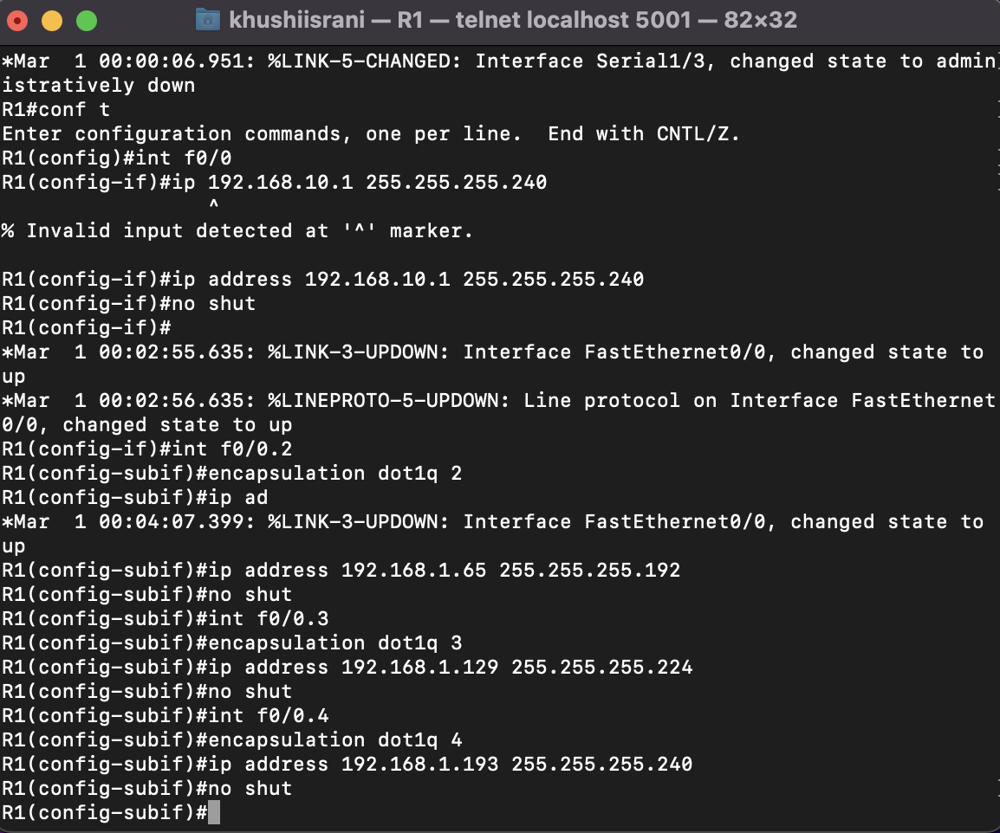 khushiisrani — R1 — telnet localhost 5001 — 82×32
*Mar  1 00:00:06.951: %LINK-5-CHANGED: Interface Serial1/3, changed state to admin
istratively down
R1#conf t
Enter configuration commands, one per line.  End with CNTL/Z.
R1(config)#int f0/0
R1(config-if)#ip 192.168.10.1 255.255.255.240
                 ^
% Invalid input detected at '^' marker.

R1(config-if)#ip address 192.168.10.1 255.255.255.240
R1(config-if)#no shut
R1(config-if)#
*Mar  1 00:02:55.635: %LINK-3-UPDOWN: Interface FastEthernet0/0, changed state to
up
*Mar  1 00:02:56.635: %LINEPROTO-5-UPDOWN: Line protocol on Interface FastEthernet
0/0, changed state to up
R1(config-if)#int f0/0.2
R1(config-subif)#encapsulation dot1q 2
R1(config-subif)#ip ad
*Mar  1 00:04:07.399: %LINK-3-UPDOWN: Interface FastEthernet0/0, changed state to
up
R1(config-subif)#ip address 192.168.1.65 255.255.255.192
R1(config-subif)#no shut
R1(config-subif)#int f0/0.3
R1(config-subif)#encapsulation dot1q 3
R1(config-subif)#ip address 192.168.1.129 255.255.255.224
R1(config-subif)#no shut
R1(config-subif)#int f0/0.4
R1(config-subif)#encapsulation dot1q 4
R1(config-subif)#ip address 192.168.1.193 255.255.255.240
R1(config-subif)#no shut
R1(config-subif)#